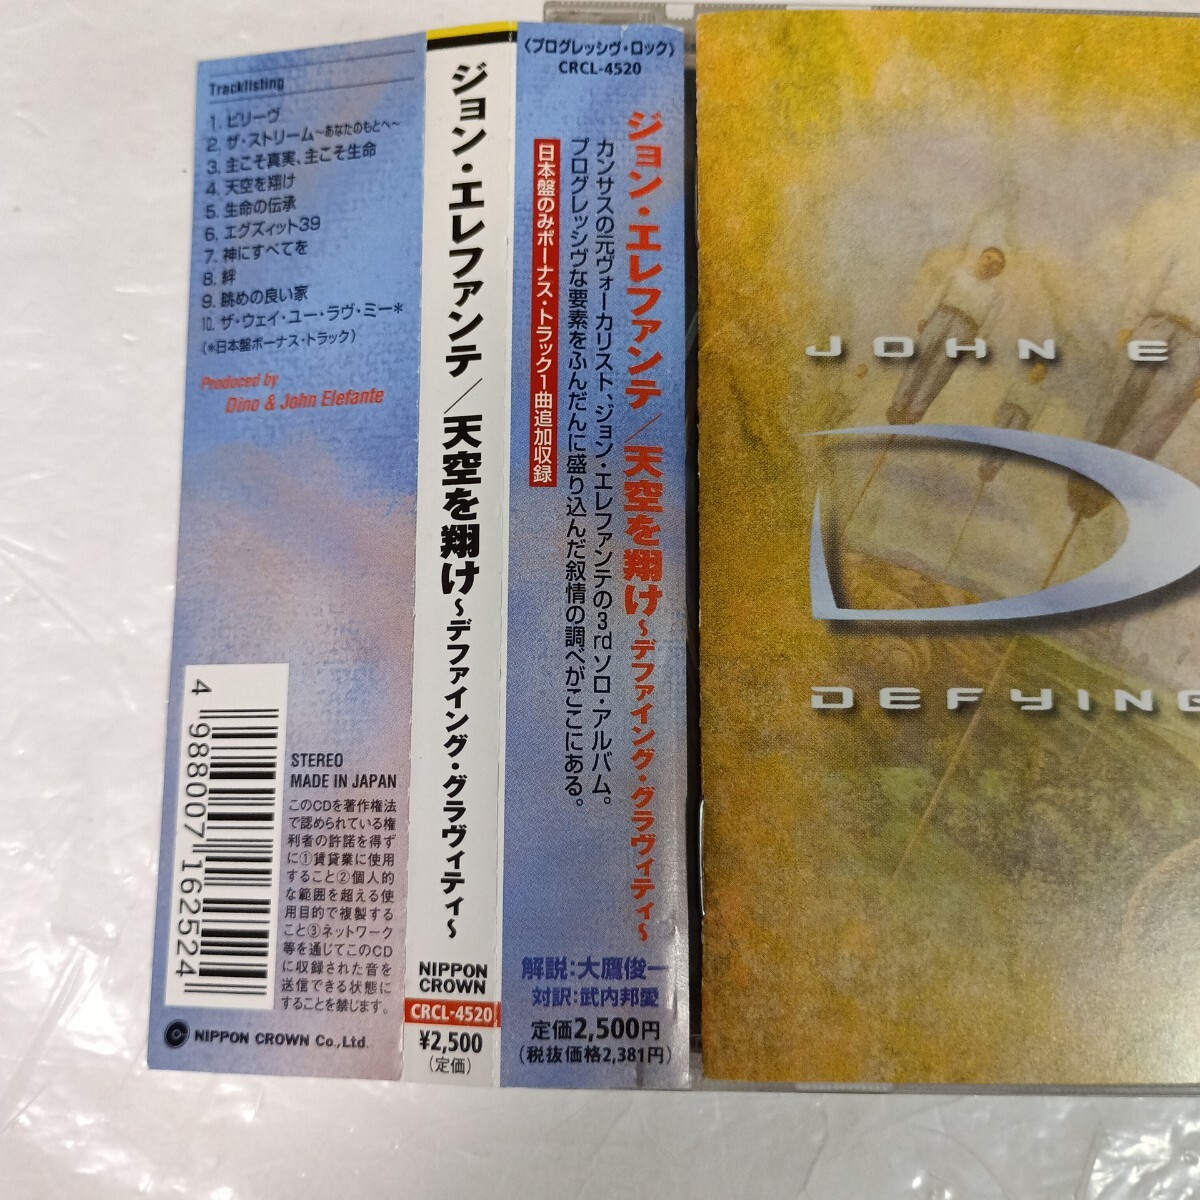 Tracklisting
1. ビリーヴ
2. ザ・ストリーム〜あなたのもとへ〜
3. 主こそ真実、主こそ生命
4. 天空を翔け
5. 生命の伝承
6. エグズィット39
7. 神にすべてを
8. 絆
9. 眺めの良い家
10. ザ・ウェイ・ユー・ラヴ・ミー*
(*日本盤ボーナス・トラック)
Produced by
Dino & John Elefante
4 988007 162524
STEREO
MADE IN JAPAN
このCDを著作権法
で認められている権
利者の許諾を得ず
に①賃貸業に使用
すること②個人的
な範囲を超える使
用目的で複製する
こと③ネットワーク
等を通じてこのCD
に収録された音を
送信できる状態に
することを禁じます。
NIPPON CROWN Co.,Ltd.
ジョン・エレファンテ/天空を翔け〜デファイング・グラヴィティ〜
NIPPON
CROWN
CRCL-4520
¥2,500
(定価)
〈プログレッシヴ・ロック〉
CRCL-4520
ジョン・エレファンテ/天空を翔け〜デファイング・グラヴィティ〜
カンサスの元ヴォーカリスト、ジョン・エレファンテの3rdソロ・アルバム。
プログレッシヴな要素をふんだんに盛り込んだ叙情の調べがここにある。
日本盤のみボーナス・トラック1曲追加収録
解説:大鷹俊一
対訳:武内邦愛
定価2,500円
(税抜価格2,381円)
JOHN E
D
DEFYING